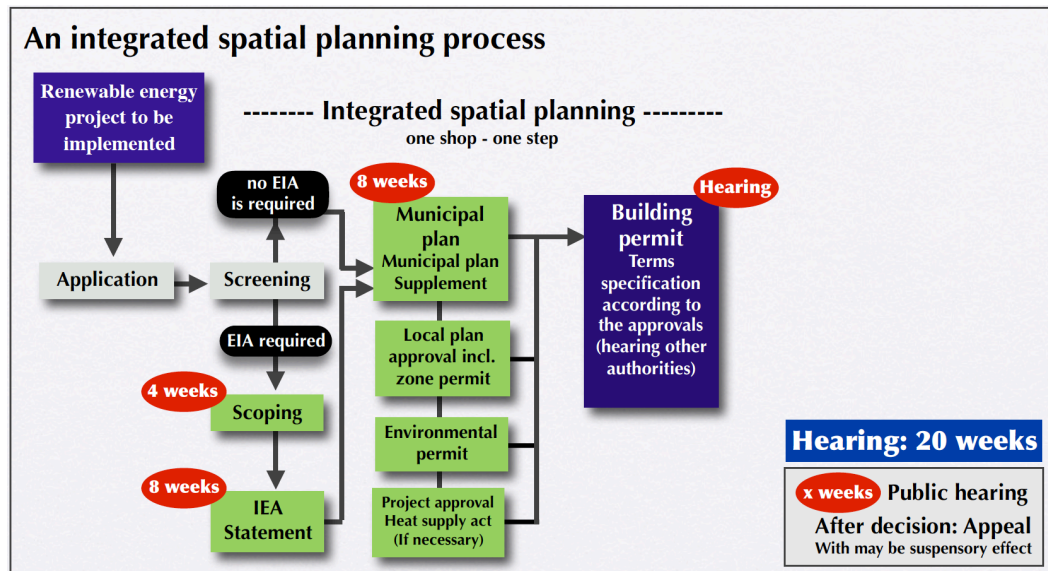 An integrated spatial planning process
Renewable energy
project to be
implemented
-------- Integrated spatial planning ---------
one shop - one step
no EIA
is required
8 weeks
Municipal
plan
Municipal plan
Supplement
Hearing
Building
permit
Terms
specification
according to
the approvals
(hearing other
authorities)
Application
Screening
EIA required
Local plan
approval incl.
zone permit
4 weeks
Scoping
Environmental
permit
8 weeks
IEA
Statement
Project approval
Heat supply act
(If necessary)
Hearing: 20 weeks
x weeks Public hearing
After decision: Appeal
With may be suspensory effect